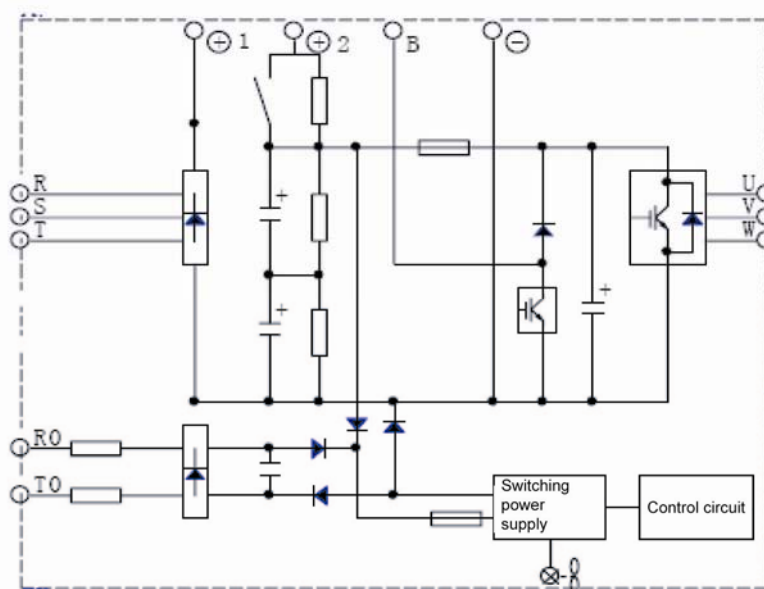 ⊕ 1
⊕ 2
B
⊖
R
S
T
+
+
+
U
V
W
R0
T0
Switching
power
supply
Control circuit